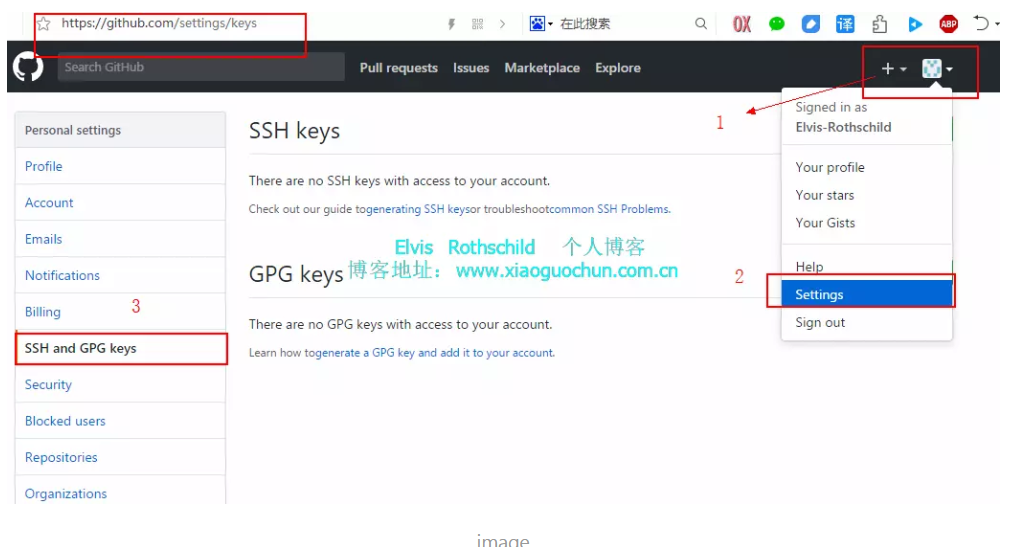 https://github.com/settings/keys
在此搜索
译
ABP
Search GitHub
Pull requests Issues Marketplace Explore
1
Signed in as
Elvis-Rothschild
Your profile
Your stars
Your Gists
Help
2
Settings
Sign out
Personal settings
Profile
Account
Emails
Notifications
Billing
3
SSH and GPG keys
Security
Blocked users
Repositories
Organizations
SSH keys
There are no SSH keys with access to your account.
Check out our guide togenerating SSH keysor troubleshootcommon SSH Problems.
Elvis Rothschild 个人博客
博客地址：www.xiaoguochun.com.cn
GPG keys
There are no GPG keys with access to your account.
Learn how togenerate a GPG key and add it to your account.
image